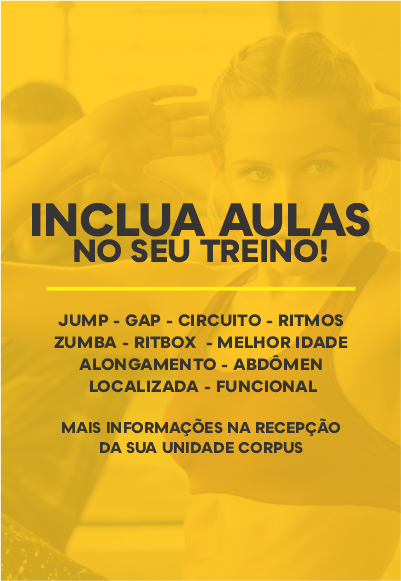 INCLUA AULAS
NO SEU TREINO!
JUMP - GAP - CIRCUITO - RITMOS
ZUMBA - RITBOX - MELHOR IDADE
ALONGAMENTO - ABDÔMEN
LOCALIZADA - FUNCIONAL
MAIS INFORMAÇÕES NA RECEPÇÃO
DA SUA UNIDADE CORPUS